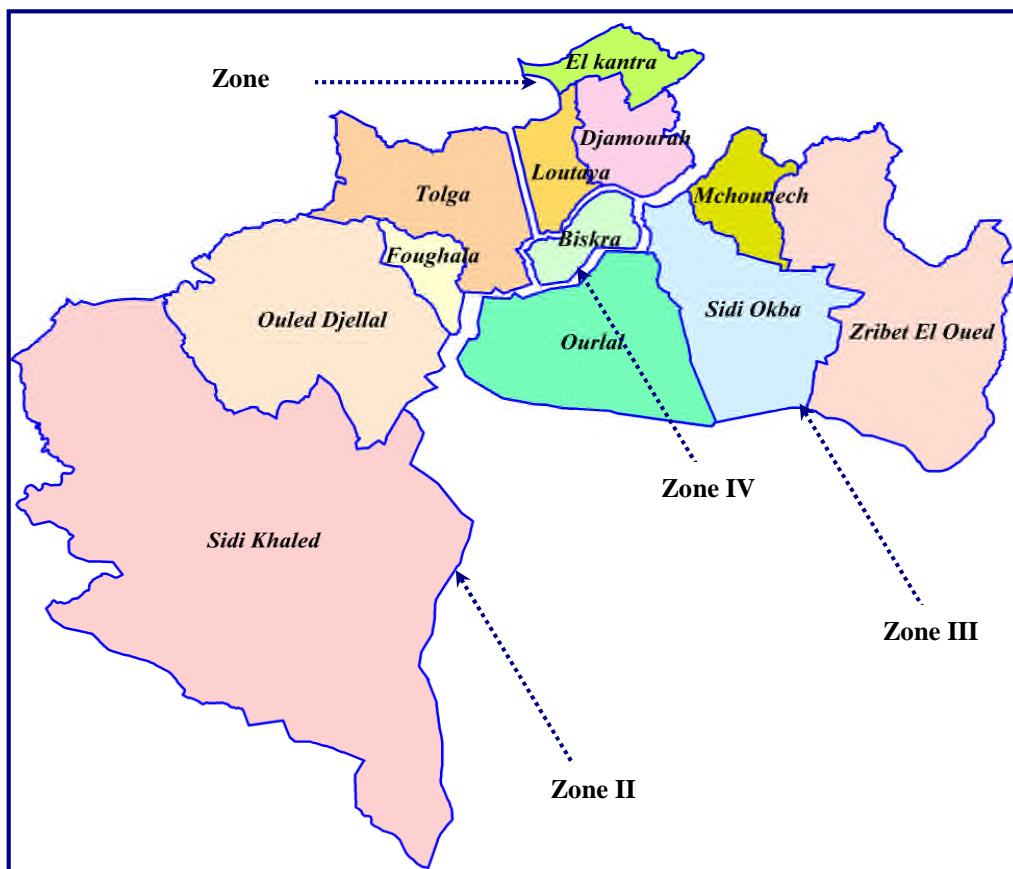 El kantra
Zone
Djamourah
Loutaya
Tolga
Mchounech
Biskra
Foughala
Ouled Djellal
Sidi Okba
Ourlal
Zribet El Oued
Zone IV
Sidi Khaled
Zone III
Zone II